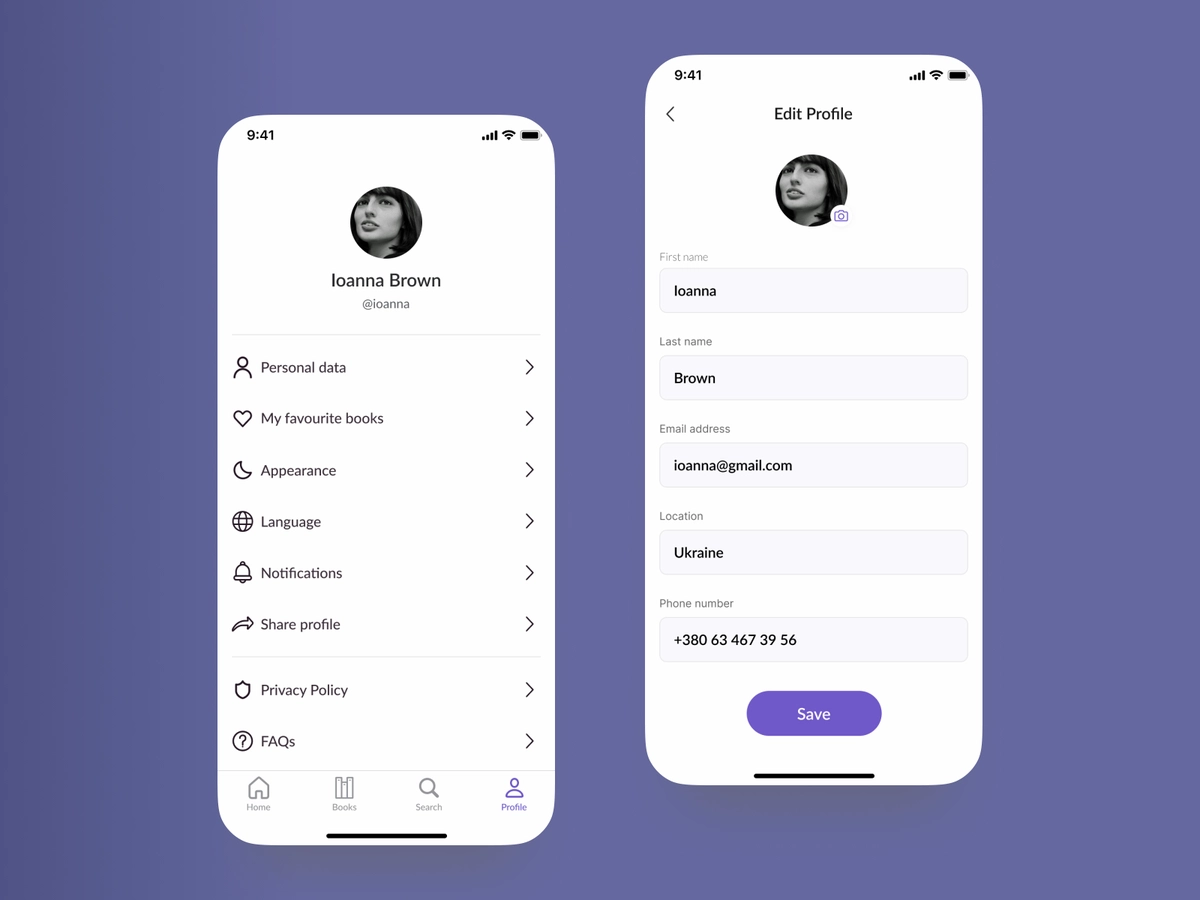 9:41
Ioanna Brown
@ioanna
Personal data
My favourite books
Appearance
Language
Notifications
Share profile
Privacy Policy
FAQs
Home Books Search Profile
9:41
Edit Profile
First name
Ioanna
Last name
Brown
Email address
ioanna@gmail.com
Location
Ukraine
Phone number
+380 63 467 39 56
Save